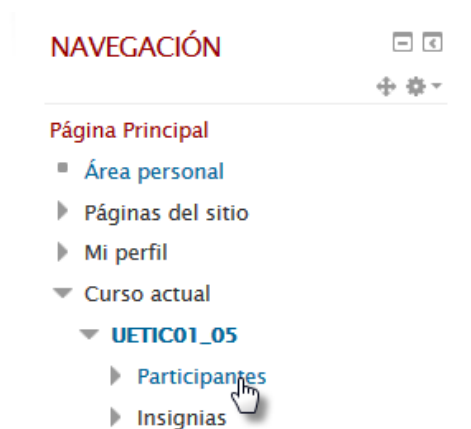 NAVEGACIÓN
Página Principal
Área personal
Páginas del sitio
Mi perfil
Curso actual
UETIC01_05
Participantes
Insignias